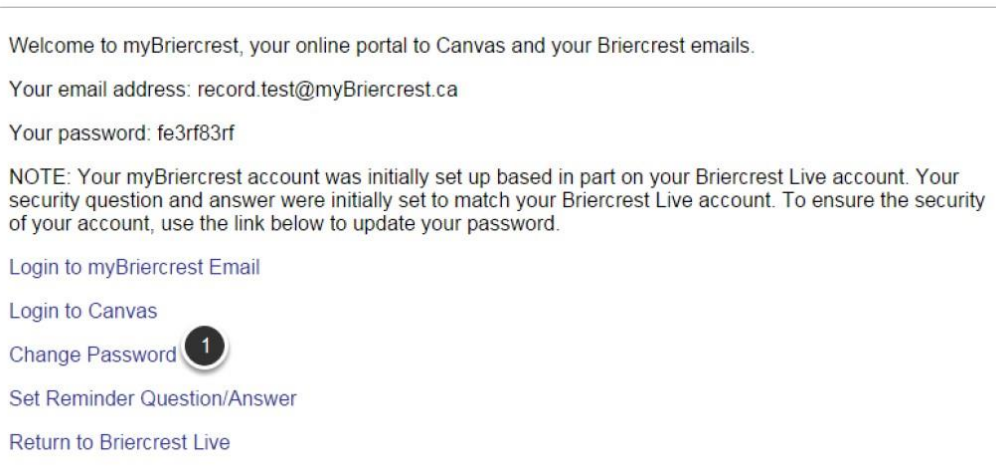 Welcome to myBriercrest, your online portal to Canvas and your Briercrest emails.
Your email address: record.test@myBriercrest.ca
Your password: fe3rf83rf
NOTE: Your myBriercrest account was initially set up based in part on your Briercrest Live account. Your
security question and answer were initially set to match your Briercrest Live account. To ensure the security
of your account, use the link below to update your password.
Login to myBriercrest Email
Login to Canvas
Change Password 1
Set Reminder Question/Answer
Return to Briercrest Live